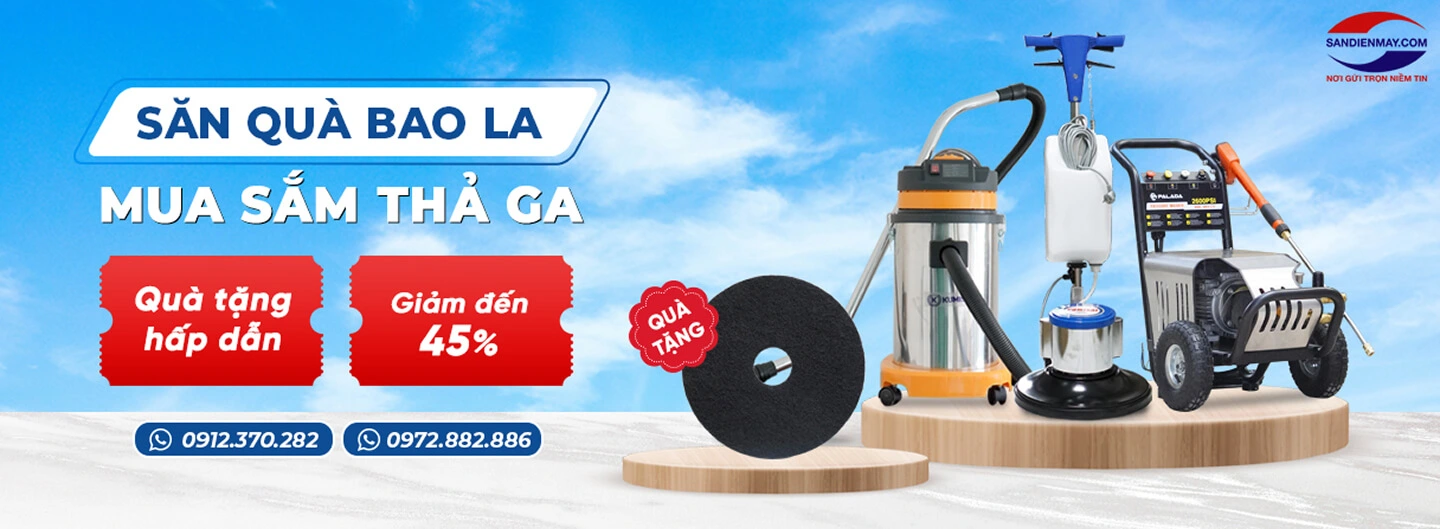 SĂN QUÀ BAO LA
MUA SẮM THẢ GA
Quà tặng
hấp dẫn
Giảm đến
45%
0912.370.282
0972.882.886
QUÀ
TẶNG
SANDIENMAY.COM
NƠI GỬI TRỌN NIỀM TIN
PALADA
2600PSI